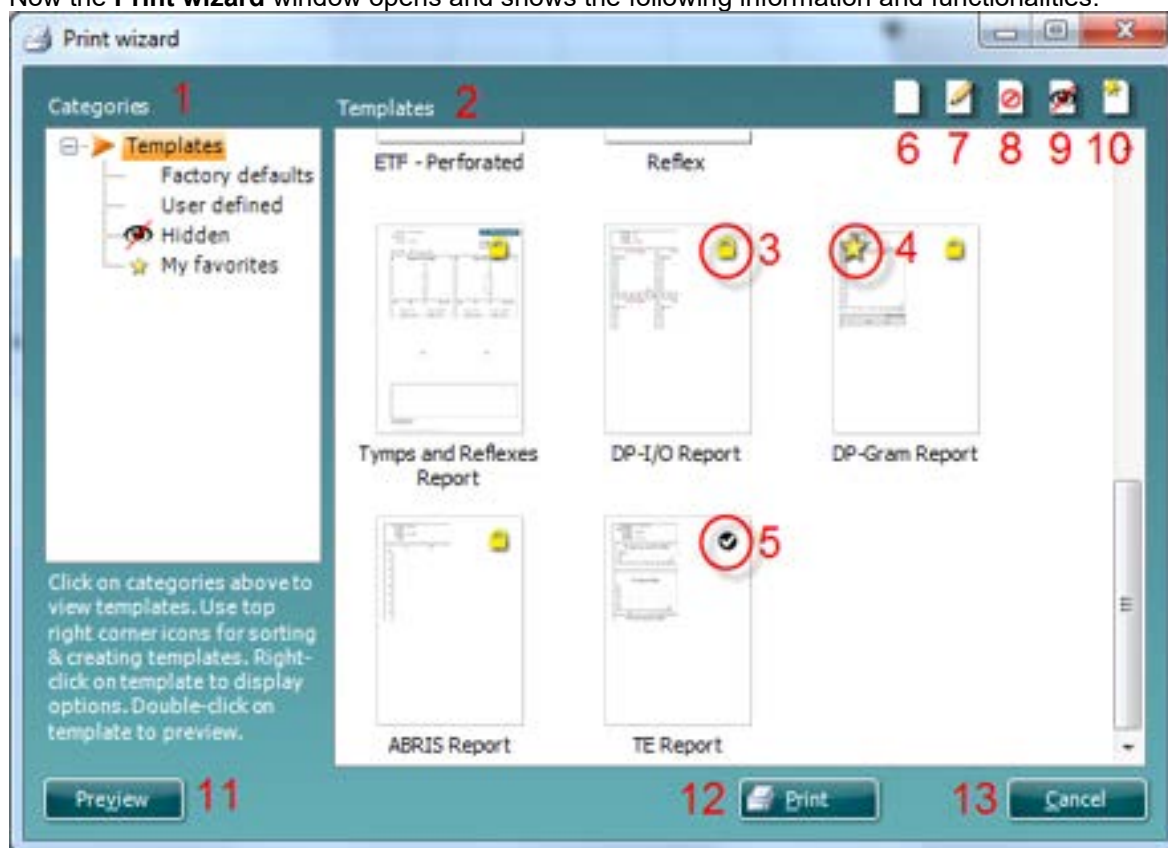 Now the Print wizard window opens and shows the following information and functionalities:
Print wizard
Categories 1
Templates 2
6 7 8 9 10
Templates
Factory defaults
User defined
Hidden
My favorites
ETF - Perforated
Reflex
3
4
Tymps and Reflexes
Report
DP-I/O Report
DP-Gram Report
5
ABRIS Report
TE Report
Click on categories above to
view templates. Use top
right corner icons for sorting
& creating templates. Right-
click on template to display
options. Double-click on
template to preview.
Preview 11
12 Print
13 Cancel